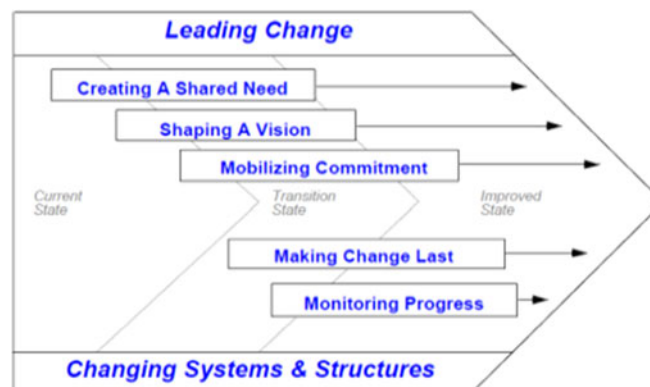 Leading Change
Creating A Shared Need
Shaping A Vision
Mobilizing Commitment
Current
State
Transition
State
Improved
State
Making Change Last
Monitoring Progress
Changing Systems & Structures